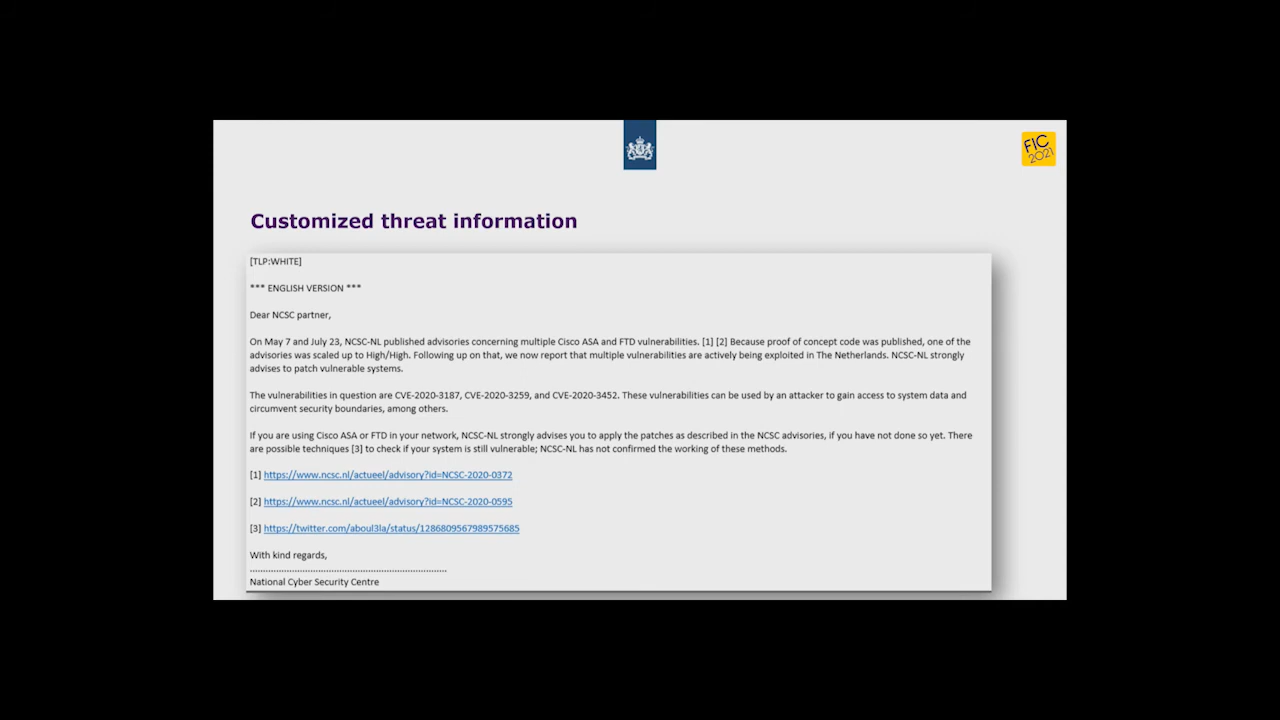 FIC
2021
Customized threat information
[TLP:WHITE]
*** ENGLISH VERSION ***
Dear NCSC partner,
On May 7 and July 23, NCSC-NL published advisories concerning multiple Cisco ASA and FTD vulnerabilities. [1] [2] Because proof of concept code was published, one of the
advisories was scaled up to High/High. Following up on that, we now report that multiple vulnerabilities are actively being exploited in The Netherlands. NCSC-NL strongly
advises to patch vulnerable systems.
The vulnerabilities in question are CVE-2020-3187, CVE-2020-3259, and CVE-2020-3452. These vulnerabilities can be used by an attacker to gain access to system data and
circumvent security boundaries, among others.
If you are using Cisco ASA or FTD in your network, NCSC-NL strongly advises you to apply the patches as described in the NCSC advisories, if you have not done so yet. There
are possible techniques [3] to check if your system is still vulnerable; NCSC-NL has not confirmed the working of these methods.
[1] https://www.ncsc.nl/actueel/advisory?id=NCSC-2020-0372
[2] https://www.ncsc.nl/actueel/advisory?id=NCSC-2020-0595
[3] https://twitter.com/aboul3la/status/1286809567989575685
With kind regards,
................................................................................
National Cyber Security Centre